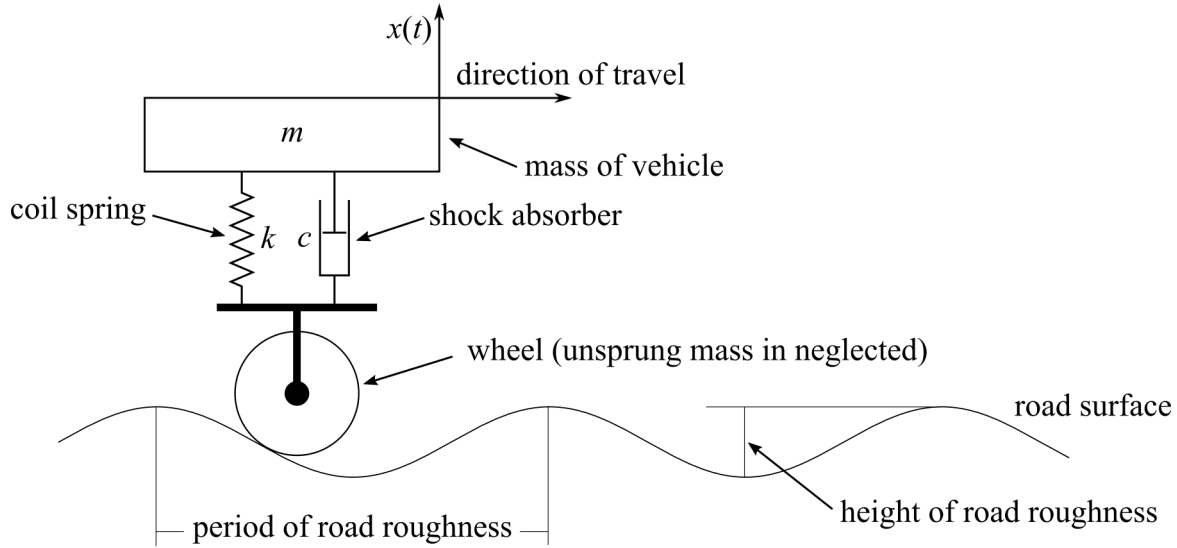 x(t)
direction of travel
m
mass of vehicle
coil spring
k
c
shock absorber
wheel (unsprung mass in neglected)
road surface
height of road roughness
period of road roughness